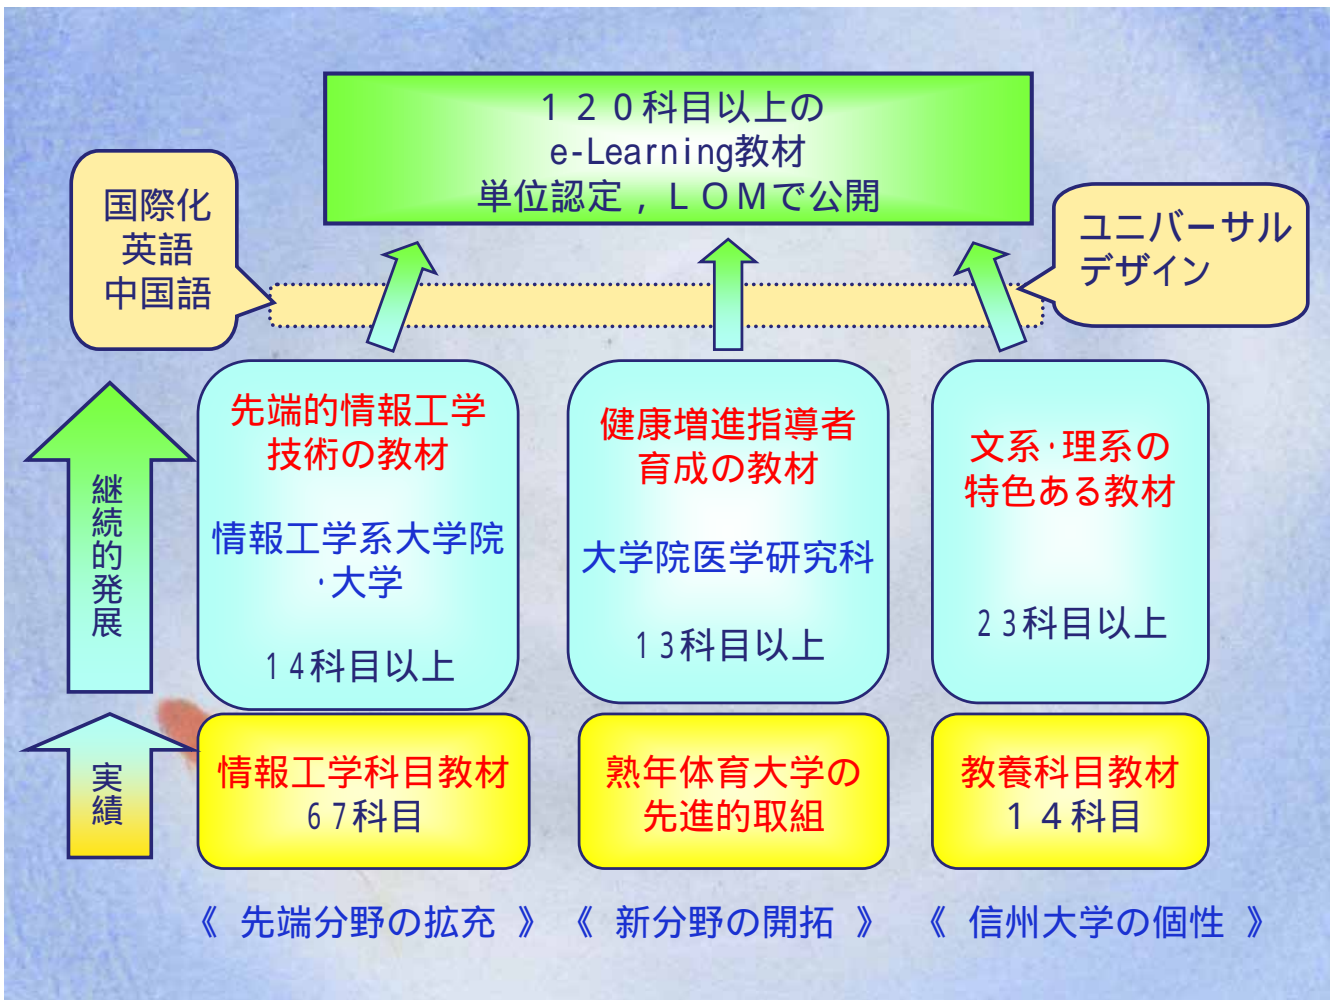 １２０科目以上の
e-Learning教材
単位認定，ＬＯＭで公開
国際化
英語
中国語
ユニバーサル
デザイン
継続的発展
先端的情報工学
技術の教材
情報工学系大学院
・大学
14科目以上
健康増進指導者
育成の教材
大学院医学研究科
13科目以上
文系・理系の
特色ある教材
23科目以上
実績
情報工学科目教材
67科目
熟年体育大学の
先進的取組
教養科目教材
１４科目
《 先端分野の拡充 》
《 新分野の開拓 》
《 信州大学の個性 》